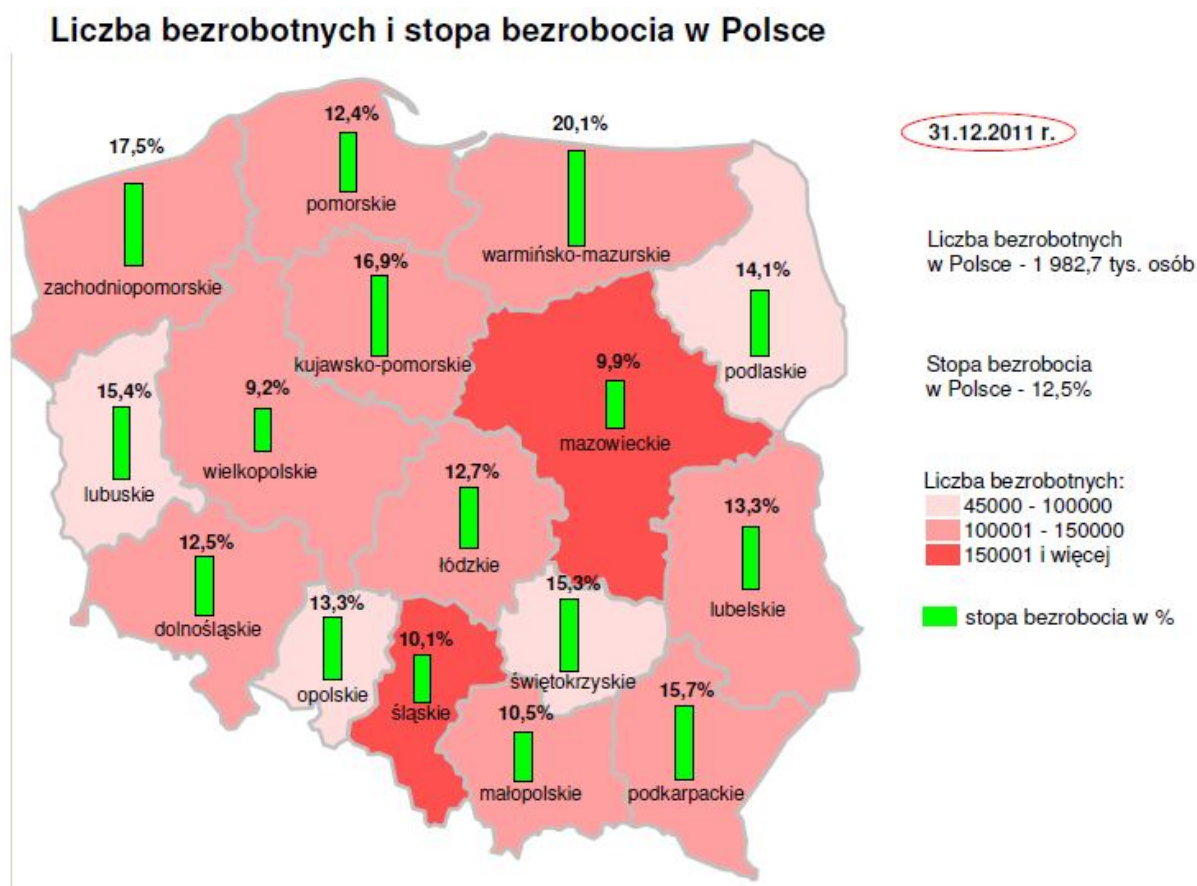 Liczba bezrobotnych i stopa bezrobocia w Polsce
31.12.2011 r.
Liczba bezrobotnych
w Polsce - 1 982,7 tys. osób
Stopa bezrobocia
w Polsce - 12,5%
Liczba bezrobotnych:
45000 - 100000
100001 - 150000
150001 i więcej
stopa bezrobocia w %
17,5%
zachodniopomorskie
12,4%
pomorskie
20,1%
warmińsko-mazurskie
14,1%
podlaskie
16,9%
kujawsko-pomorskie
9,9%
mazowieckie
15,4%
lubuskie
9,2%
wielkopolskie
12,7%
łódzkie
13,3%
lubelskie
12,5%
dolnośląskie
13,3%
opolskie
10,1%
śląskie
15,3%
świętokrzyskie
10,5%
małopolskie
15,7%
podkarpackie